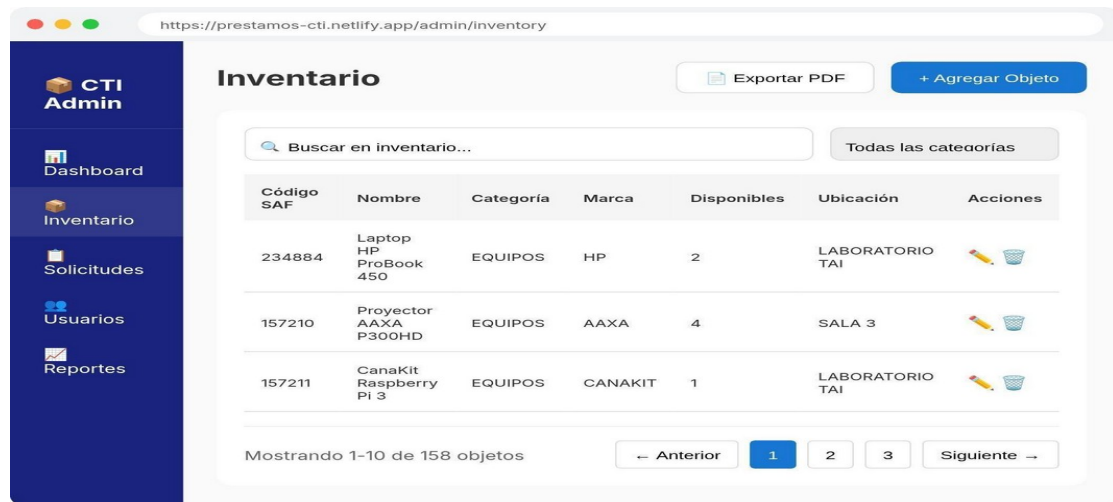 https://prestamos-cti.netlify.app/admin/inventory
CTI
Admin
Dashboard
Inventario
Solicitudes
Usuarios
Reportes
Inventario
Exportar PDF
+ Agregar Objeto
Buscar en inventario...
Todas las categorías
Código
SAF
Nombre
Categoría
Marca
Disponibles
Ubicación
Acciones
234884
Laptop
HP
ProBook
450
EQUIPOS
HP
2
LABORATORIO
TAI
157210
Proyector
AAXA
P300HD
EQUIPOS
AAXA
4
SALA 3
157211
CanaKit
Raspberry
Pi 3
EQUIPOS
CANAKIT
1
LABORATORIO
TAI
Mostrando 1-10 de 158 objetos
← Anterior
1
2
3
Siguiente →